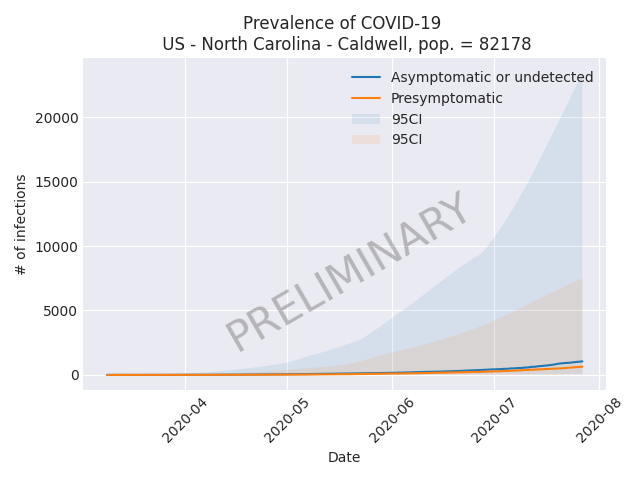 Prevalence of COVID-19
US - North Carolina - Caldwell, pop. = 82178
Asymptomatic or undetected
Presymptomatic
95CI
95CI
# of infections
20000
15000
10000
5000
0
PRELIMINARY
2020-04
2020-05
2020-06
2020-07
2020-08
Date